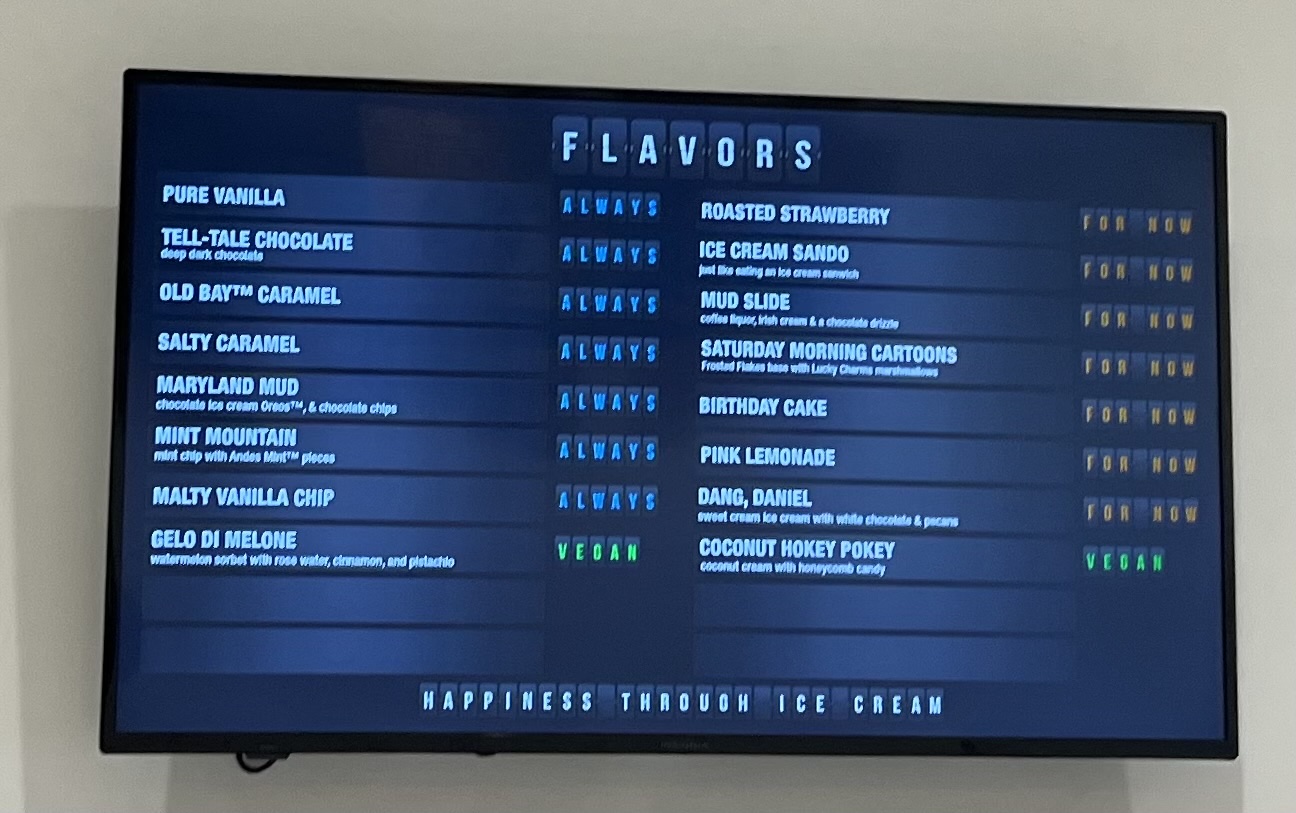 FLAVORS
PURE VANILLA ALWAYS
TELL-TALE CHOCOLATE ALWAYS
deep dark chocolate
OLD BAY™ CARAMEL ALWAYS
SALTY CARAMEL ALWAYS
MARYLAND MUD ALWAYS
chocolate ice cream Oreos™, & chocolate chips
MINT MOUNTAIN ALWAYS
mint chip with Andes Mint™ pieces
MALTY VANILLA CHIP ALWAYS
GELO DI MELONE VEGAN
watermelon sorbet with rose water, cinnamon, and pistachio
ROASTED STRAWBERRY FOR NOW
ICE CREAM SANDO FOR NOW
just like eating an ice cream sanwich
MUD SLIDE FOR NOW
coffee liquor, irish cream & a chocolate drizzle
SATURDAY MORNING CARTOONS FOR NOW
Frosted Flakes base with Lucky Charms marshmallows
BIRTHDAY CAKE FOR NOW
PINK LEMONADE FOR NOW
DANG, DANIEL FOR NOW
sweet cream ice cream with white chocolate & pecans
COCONUT HOKEY POKEY VEGAN
coconut cream with honeycomb candy
HAPPINESS THROUGH ICE CREAM